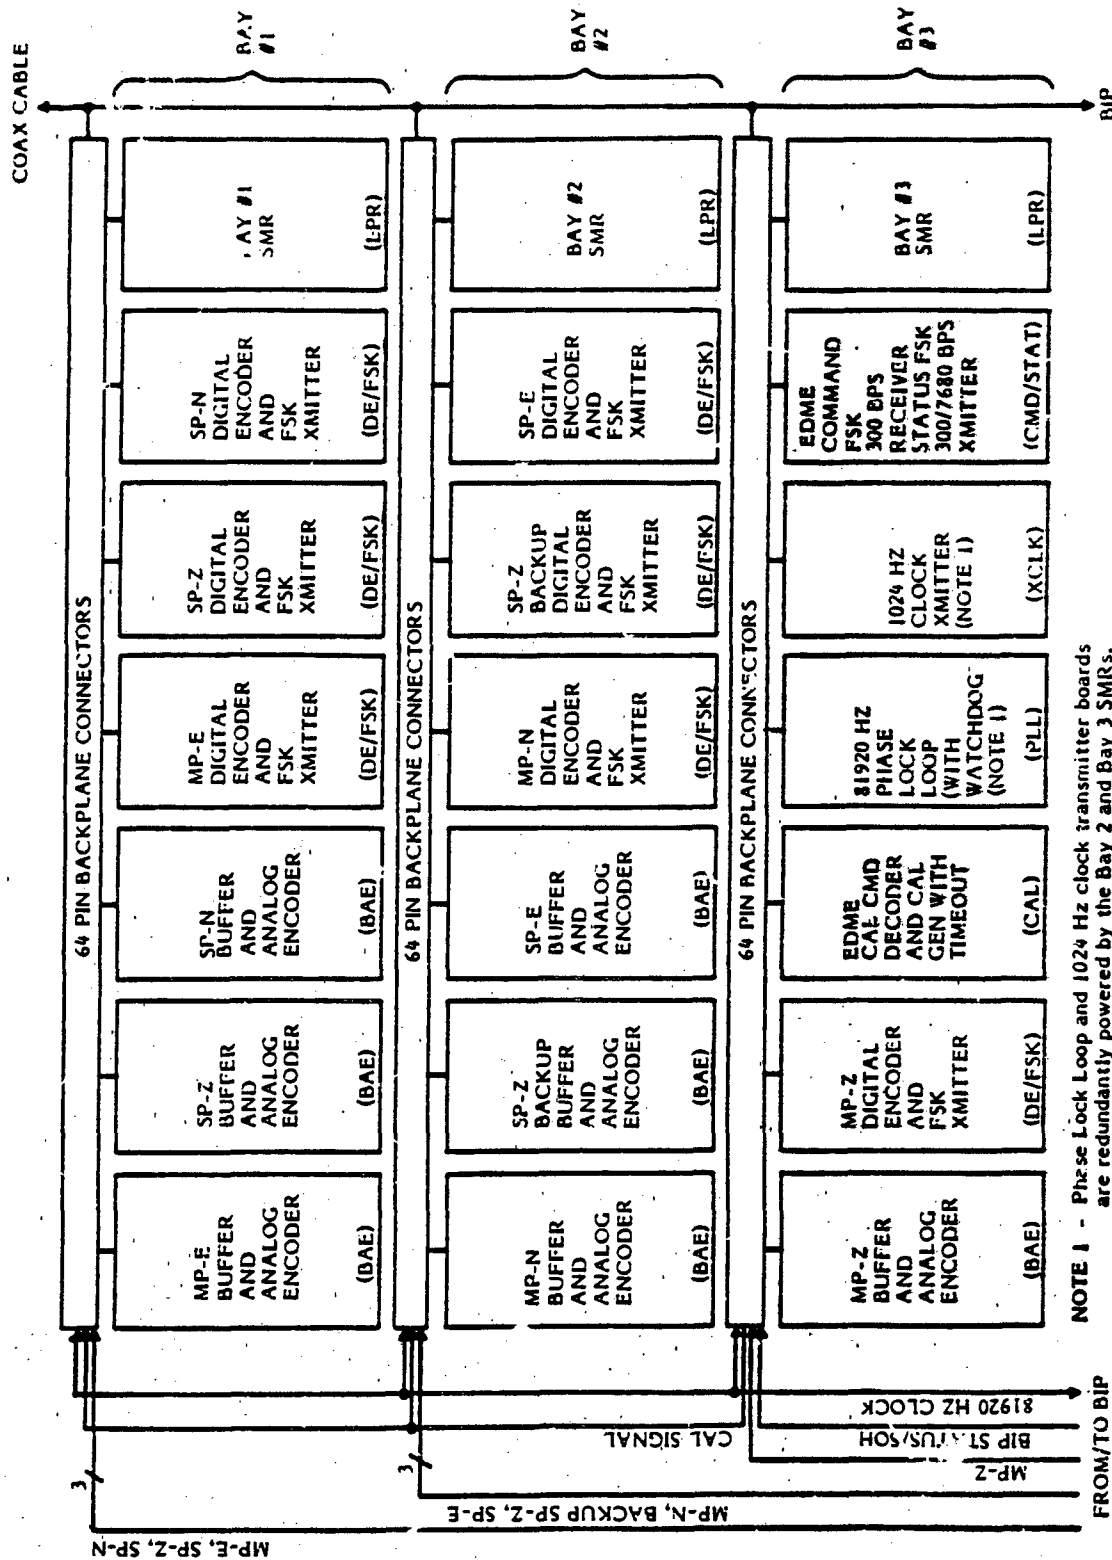 COAX CABLE
64 PIN BACKPLANE CONNECTORS
MP-E
BUFFER
AND
ANALOG
ENCODER
(BAE)
SP-Z
BUFFER
AND
ANALOG
ENCODER
(BAE)
SP-N
BUFFER
AND
ANALOG
ENCODER
(BAE)
MP-E
DIGITAL
ENCODER
AND
FSK
XMITTER
(DE/FSK)
SP-Z
DIGITAL
ENCODER
AND
FSK
XMITTER
(DE/FSK)
SP-N
DIGITAL
ENCODER
AND
FSK
XMITTER
(DE/FSK)
AY #1
SMR
(LPR)
BAY
#1
64 PIN BACKPLANE CONNECTORS
MP-N
BUFFER
AND
ANALOG
ENCODER
(BAE)
SP-Z
BACKUP
BUFFER
AND
ANALOG
ENCODER
(BAE)
SP-E
BUFFER
AND
ANALOG
ENCODER
(BAE)
MP-N
DIGITAL
ENCODER
AND
FSK
XMITTER
(DE/FSK)
SP-Z
BACKUP
DIGITAL
ENCODER
AND
FSK
XMITTER
(DE/FSK)
SP-E
DIGITAL
ENCODER
AND
FSK
XMITTER
(DE/FSK)
BAY #2
SMR
(LPR)
BAY
#2
64 PIN BACKPLANE CONNECTORS
MP-Z
BUFFER
AND
ANALOG
ENCODER
(BAE)
MP-Z
DIGITAL
ENCODER
AND
FSK
XMITTER
(DE/FSK)
EDME
CAL CMD
DECODER
AND CAL
GEN WITH
TIMEOUT
(CAL)
81920 HZ
PHASE
LOCK
LOOP
(WITH
WATCHDOG
(NOTE 1)
(PLL)
1024 HZ
CLOCK
XMITTER
(NOTE 1)
(XCLK)
EDME
COMMAND
FSK
300 BPS
RECEIVER
STATUS FSK
300/7680 BPS
XMITTER
(CMD/STAT)
BAY #3
SMR
(LPR)
BAY
#3
BIP
MP-E, SP-Z, SP-N
3
MP-N, BACKUP SP-Z, SP-E
3
CAL SIGNAL
MP-Z
BIP STATUS/SOH
81920 HZ CLOCK
FROM/TO BIP
NOTE 1 - Phase Lock Loop and 1024 Hz clock transmitter boards
are redundantly powered by the Bay 2 and Bay 3 SMRs.